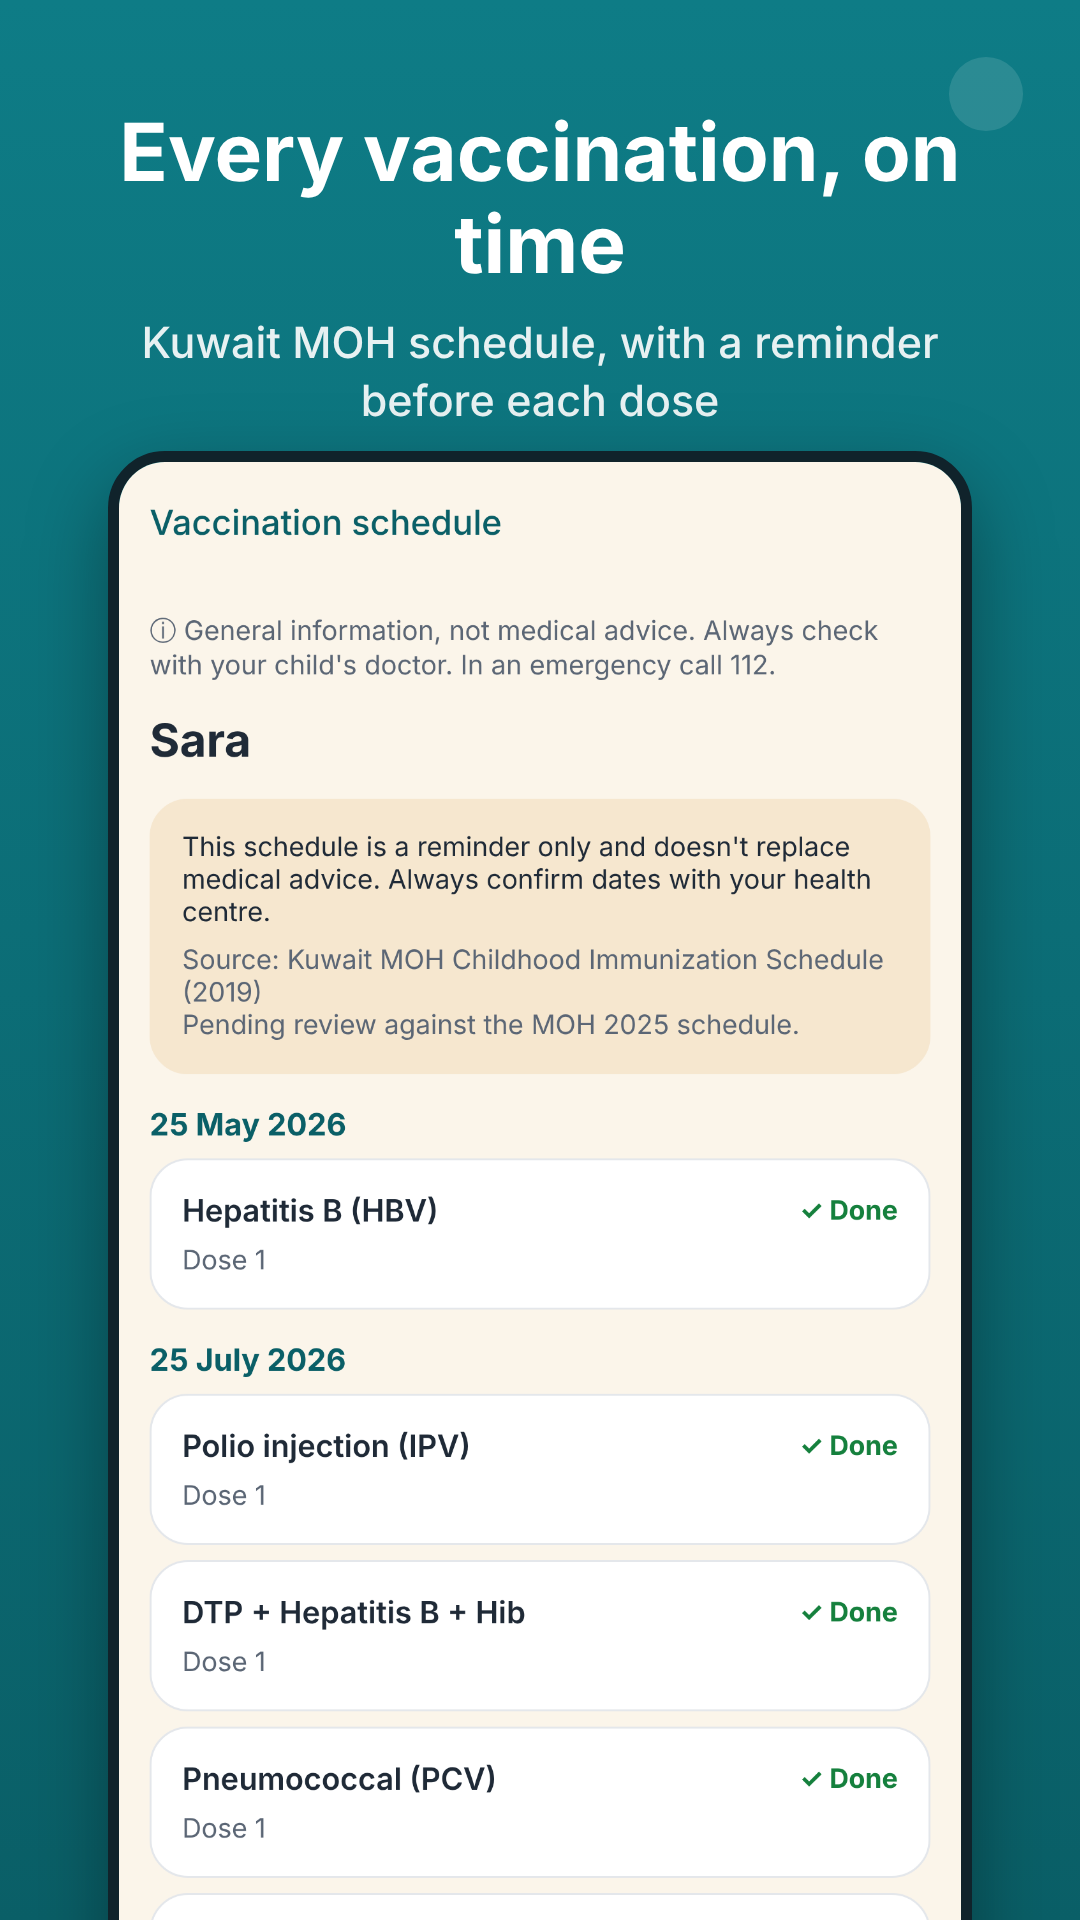 Every vaccination, on
time
Kuwait MOH schedule, with a reminder
before each dose
Vaccination schedule
ⓘ General information, not medical advice. Always check
with your child's doctor. In an emergency call 112.
Sara
This schedule is a reminder only and doesn't replace
medical advice. Always confirm dates with your health
centre.
Source: Kuwait MOH Childhood Immunization Schedule
(2019)
Pending review against the MOH 2025 schedule.
25 May 2026
Hepatitis B (HBV)
✓ Done
Dose 1
25 July 2026
Polio injection (IPV)
✓ Done
Dose 1
DTP + Hepatitis B + Hib
✓ Done
Dose 1
Pneumococcal (PCV)
✓ Done
Dose 1